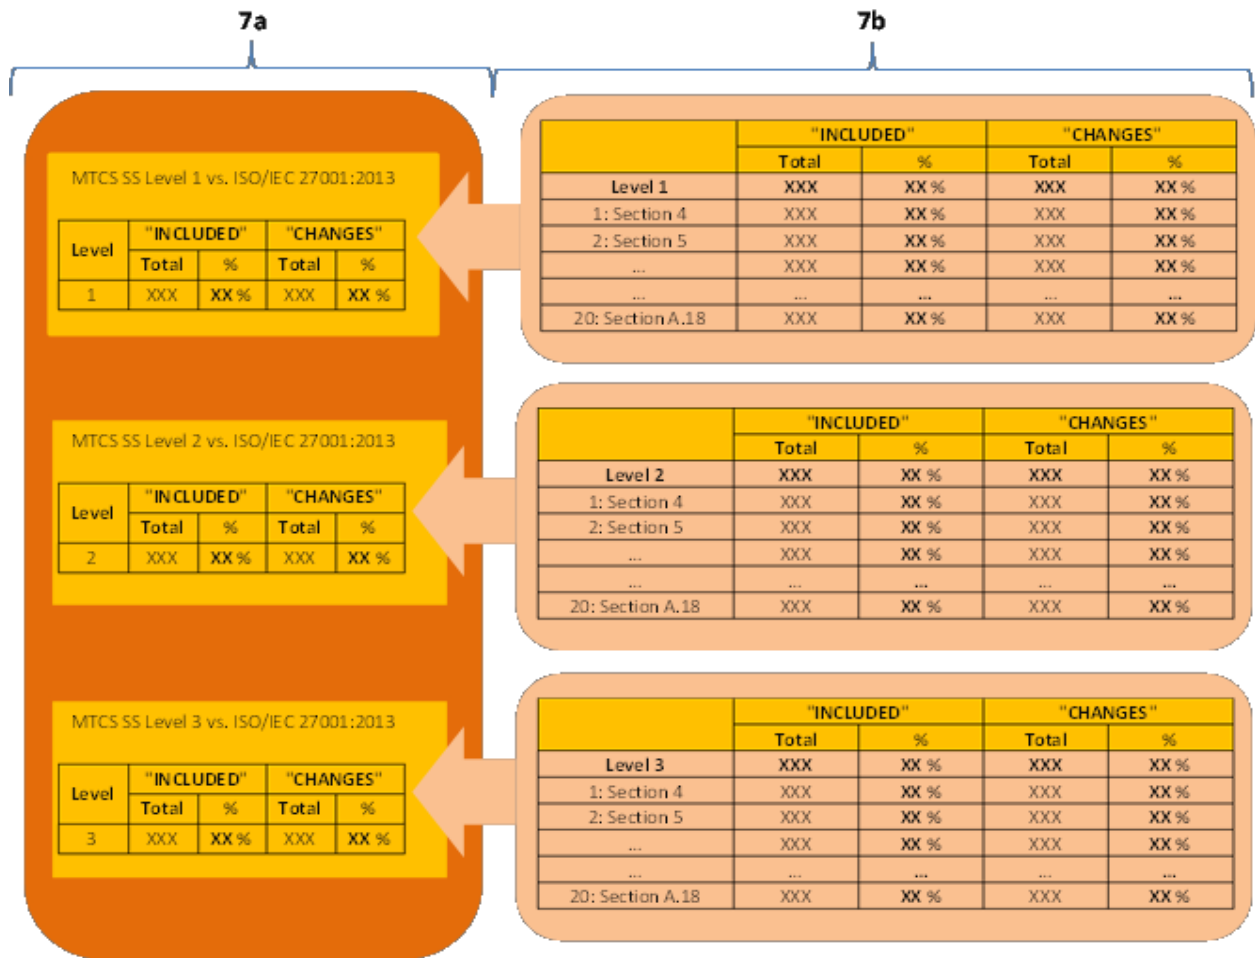 7a
7b
MTCS SS Level 1 vs. ISO/IEC 27001:2013
Level "INCLUDED" "CHANGES"
Total % Total %
1 XXX XX % XXX XX %
"INCLUDED" "CHANGES"
Total % Total %
Level 1 XXX XX % XXX XX %
1: Section 4 XXX XX % XXX XX %
2: Section 5 XXX XX % XXX XX %
... XXX XX % XXX XX %
... ... ... ... ...
20: Section A.18 XXX XX % XXX XX %
MTCS SS Level 2 vs. ISO/IEC 27001:2013
Level "INCLUDED" "CHANGES"
Total % Total %
2 XXX XX % XXX XX %
"INCLUDED" "CHANGES"
Total % Total %
Level 2 XXX XX % XXX XX %
1: Section 4 XXX XX % XXX XX %
2: Section 5 XXX XX % XXX XX %
... XXX XX % XXX XX %
... ... ... ... ...
20: Section A.18 XXX XX % XXX XX %
MTCS SS Level 3 vs. ISO/IEC 27001:2013
Level "INCLUDED" "CHANGES"
Total % Total %
3 XXX XX % XXX XX %
"INCLUDED" "CHANGES"
Total % Total %
Level 3 XXX XX % XXX XX %
1: Section 4 XXX XX % XXX XX %
2: Section 5 XXX XX % XXX XX %
... XXX XX % XXX XX %
... ... ... ... ...
20: Section A.18 XXX XX % XXX XX %